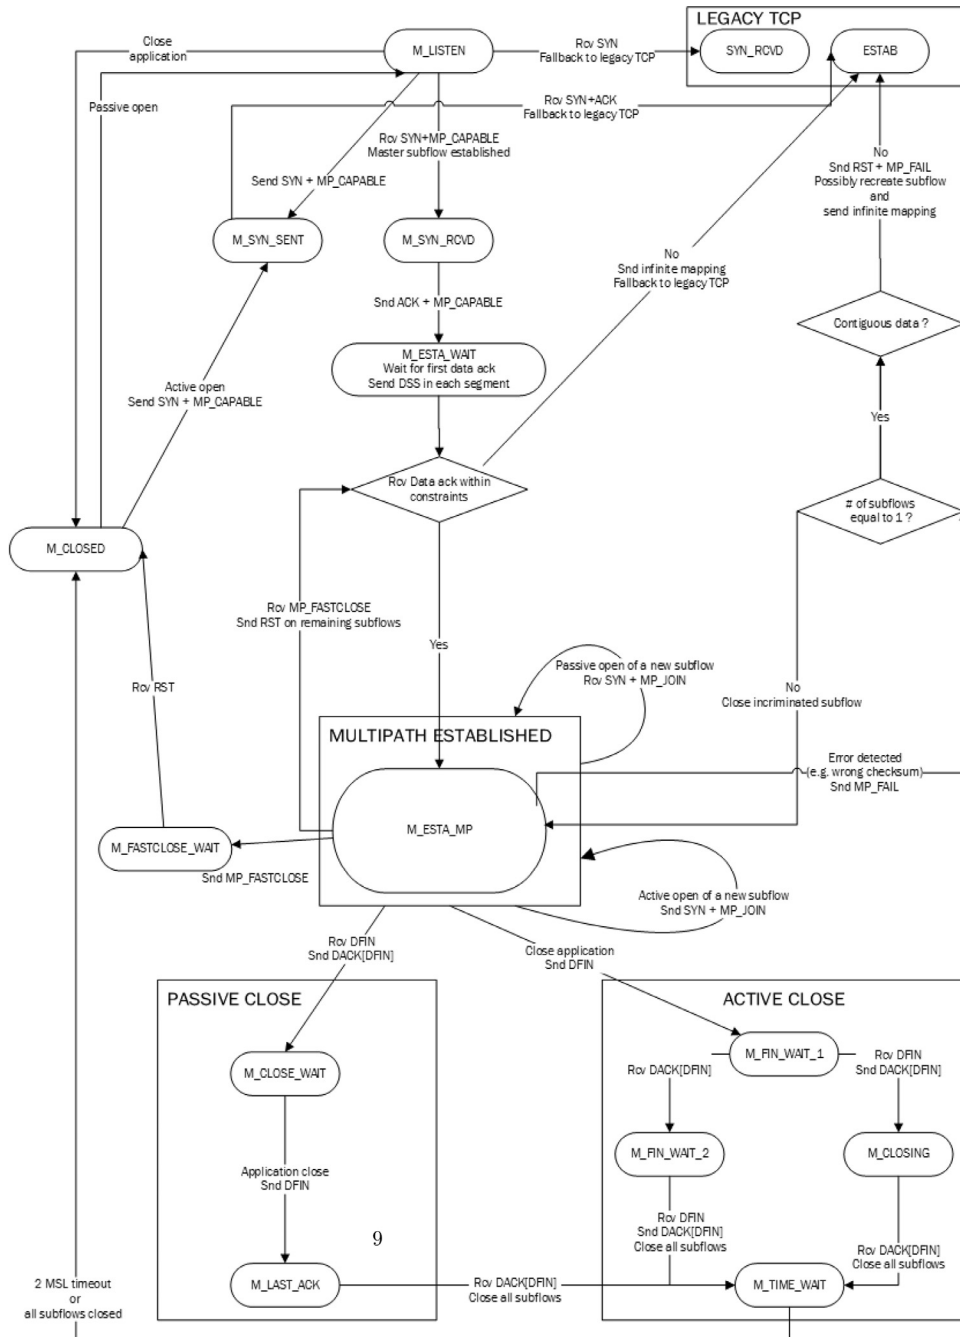 LEGACY TCP
Close
application
M_LISTEN
Rcv SYN
Fallback to legacy TCP
SYN_RCVD
ESTAB
Passive open
Rcv SYN+ACK
Fallback to legacy TCP
Rcv SYN+MP_CAPABLE
Master subflow established
No
Snd RST + MP_FAIL
Possibly recreate subflow
and
send infinite mapping
Send SYN + MP_CAPABLE
M_SYN_SENT
M_SYN_RCVD
No
Snd infinite mapping
Fallback to legacy TCP
Snd ACK + MP_CAPABLE
Contiguous data ?
M_ESTA_WAIT
Wait for first data ack
Send DSS in each segment
Active open
Send SYN + MP_CAPABLE
Yes
Rcv Data ack within
constraints
# of subflows
equal to 1 ?
M_CLOSED
Rcv MP_FASTCLOSE
Snd RST on remaining subflows
Yes
Passive open of a new subflow
Rcv SYN + MP_JOIN
Rcv RST
No
Close incriminated subflow
MULTIPATH ESTABLISHED
Error detected
(e.g. wrong checksum)
Snd MP_FAIL
M_ESTA_MP
M_FASTCLOSE_WAIT
Snd MP_FASTCLOSE
Active open of a new subflow
Snd SYN + MP_JOIN
Rcv DFIN
Snd DACK[DFIN]
Close application
Snd DFIN
PASSIVE CLOSE
ACTIVE CLOSE
M_CLOSE_WAIT
M_FIN_WAIT_1
Rcv DACK[DFIN]
Rcv DFIN
Snd DACK[DFIN]
M_FIN_WAIT_2
M_CLOSING
Application close
Snd DFIN
Rcv DFIN
Snd DACK[DFIN]
Close all subflows
9
Rcv DACK[DFIN]
Close all subflows
M_LAST_ACK
Rcv DACK[DFIN]
Close all subflows
M_TIME_WAIT
2 MSL timeout
or
all subflows closed